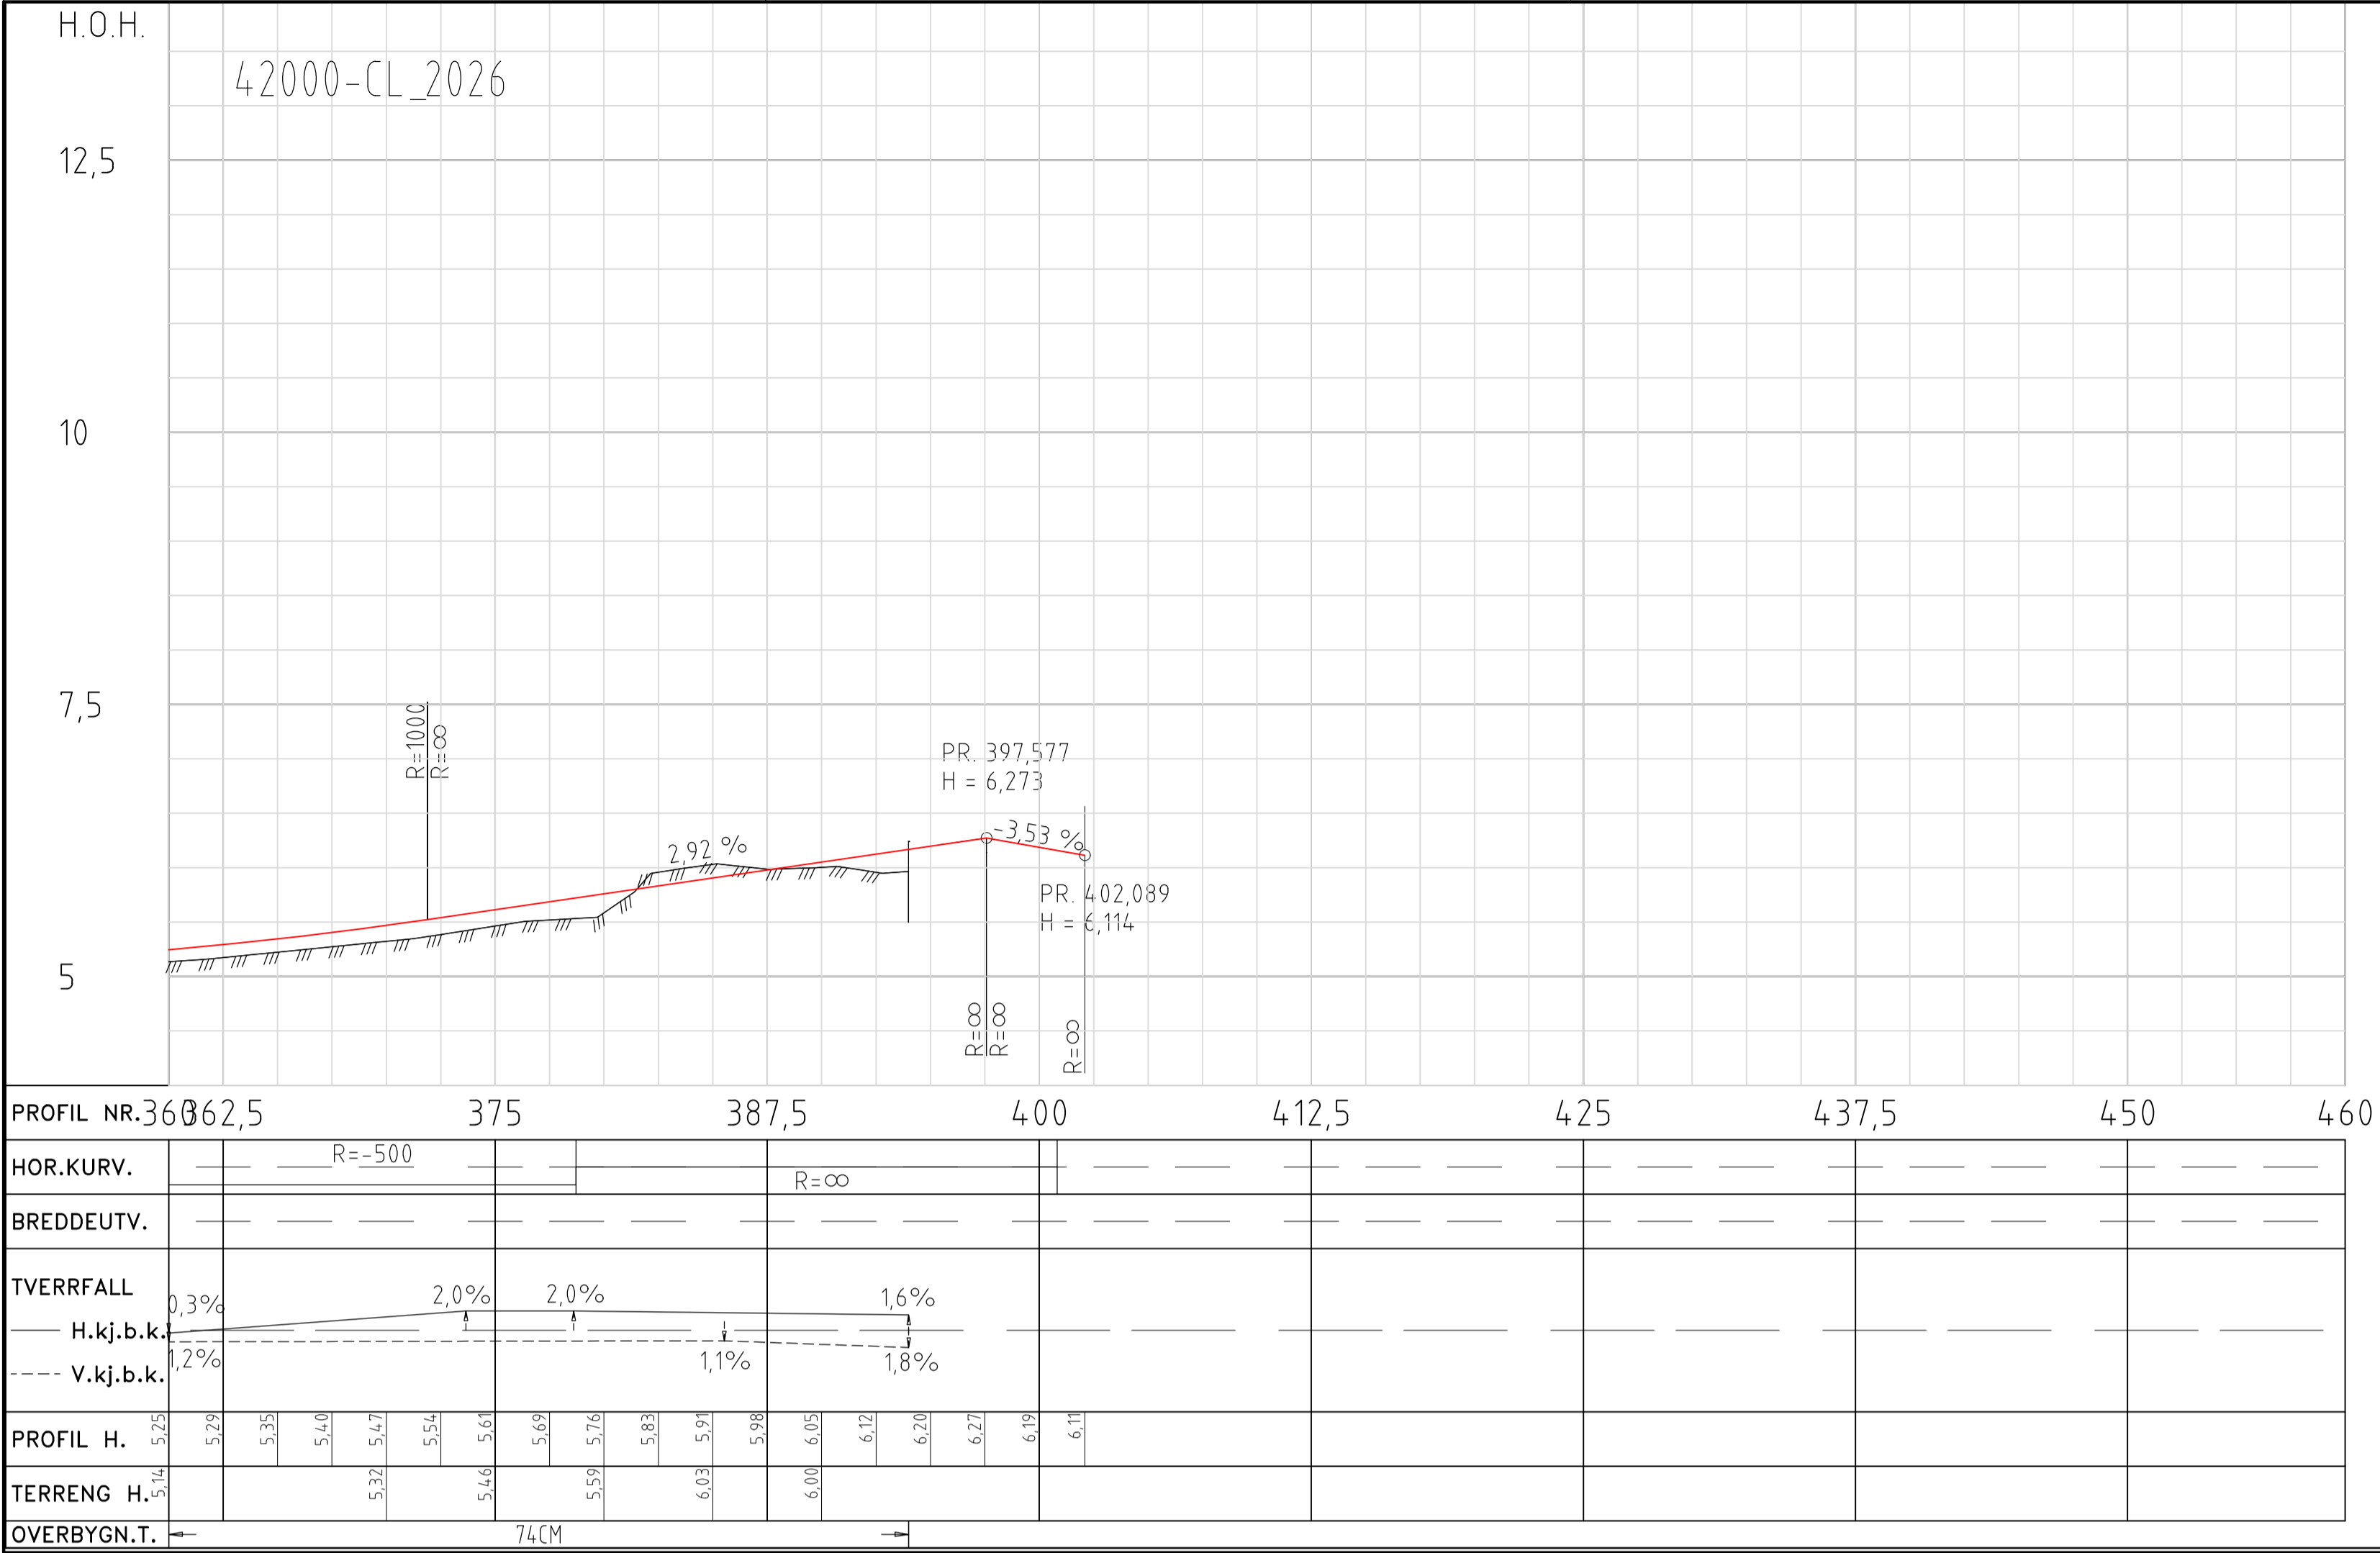 H.O.H.
42000-CL_2026
12,5
10
7,5
5
R=1000
R=∞
2,92 %
PR. 397,577
H = 6,273
-3,53 %
PR. 402,089
H = 6,114
R=∞
R=∞
R=∞
PROFIL NR. 360 362,5 375 387,5 400 412,5 425 437,5 450 460
HOR.KURV. R=-500 R=∞
BREDDEUTV.
TVERRFALL
0,3% 2,0% 2,0% 1,6%
H.kj.b.k.
1,2% 1,1% 1,8%
V.kj.b.k.
PROFIL H. 5,25 5,29 5,35 5,40 5,47 5,54 5,61 5,69 5,76 5,83 5,91 5,98 6,05 6,12 6,20 6,27 6,19 6,11
TERRENG H. 5,14 5,32 5,46 5,59 6,03 6,00
OVERBYGN.T. 74CM